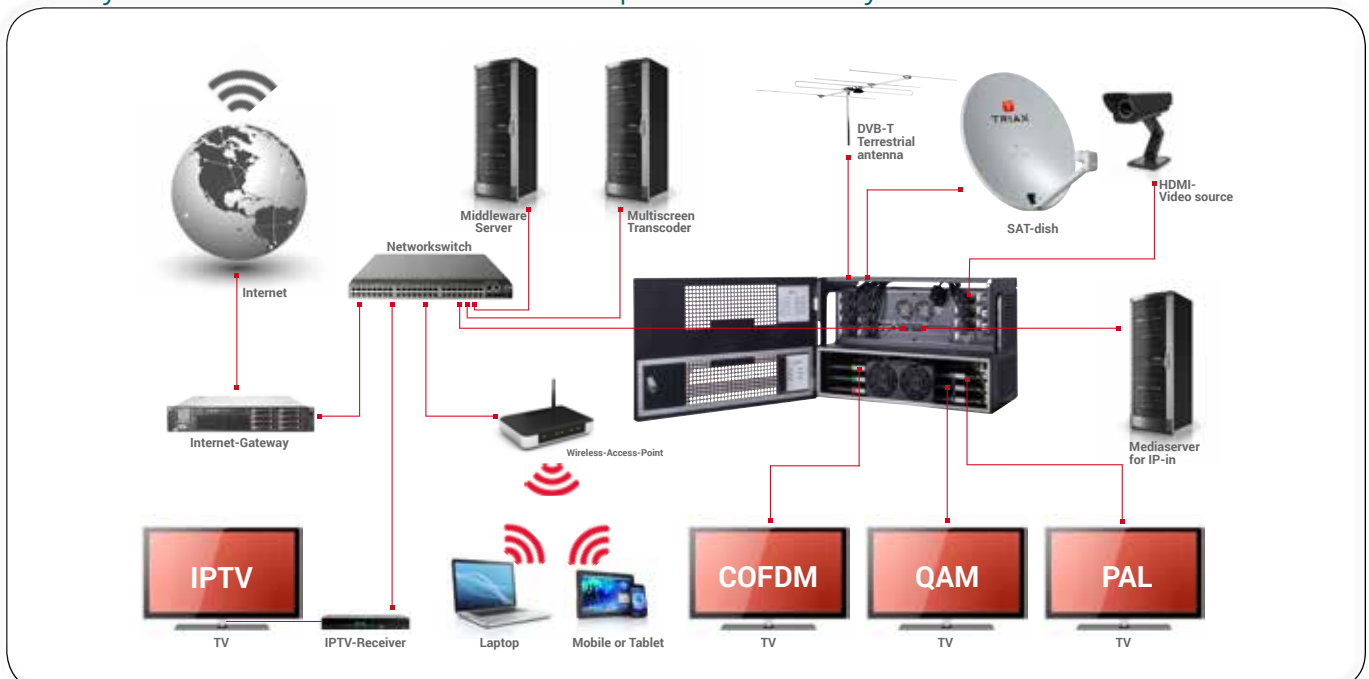 TRIAX
DVB-T
Terrestrial
antenna
HDMI-
Video source
SAT-dish
Middleware
Server
Multiscreen
Transcoder
Networkswitch
Internet
Internet-Gateway
Wireless-Access-Point
Mediaserver
for IP-in
IPTV
COFDM
QAM
PAL
TV
IPTV-Receiver
Laptop
Mobile or Tablet
TV
TV
TV